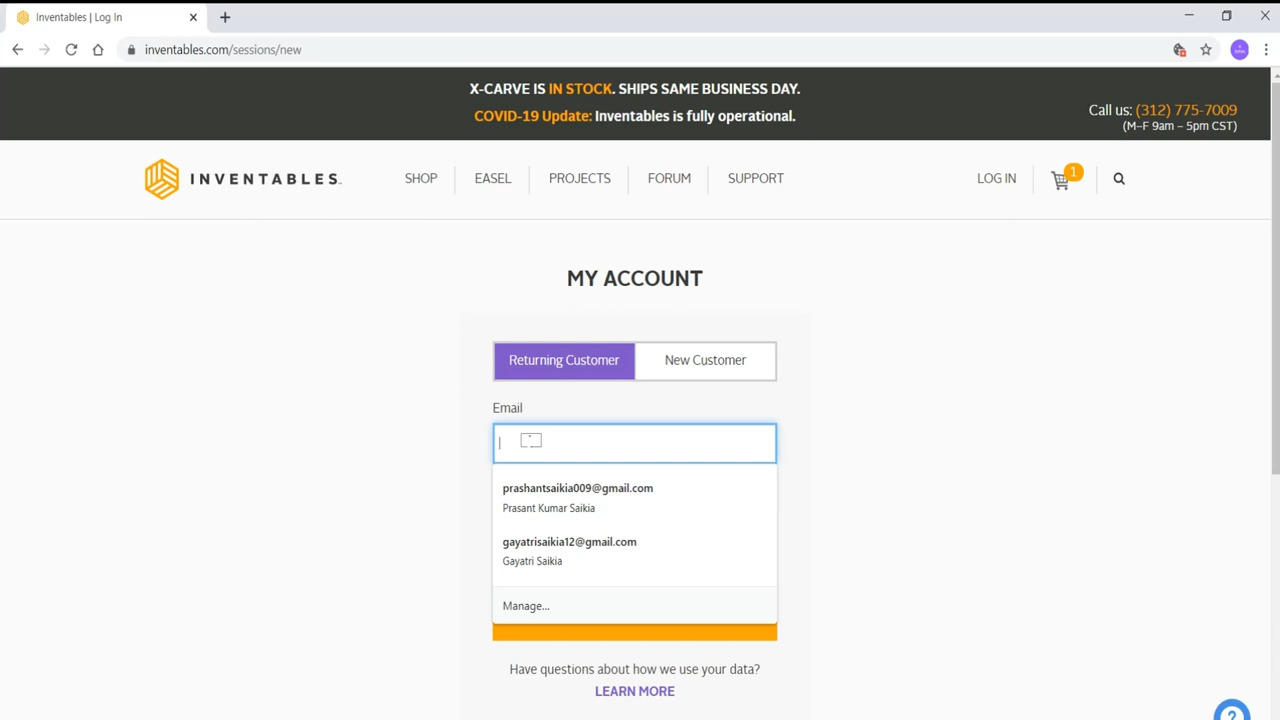 Inventables | Log In
inventables.com/sessions/new
X-CARVE IS IN STOCK. SHIPS SAME BUSINESS DAY.
COVID-19 Update: Inventables is fully operational.
Call us: (312) 775-7009
(M–F 9am – 5pm CST)
INVENTABLES
SHOP
EASEL
PROJECTS
FORUM
SUPPORT
LOG IN
1
MY ACCOUNT
Returning Customer
New Customer
Email
prashantsaikia009@gmail.com
Prasant Kumar Saikia
gayatrisaikia12@gmail.com
Gayatri Saikia
Manage...
Have questions about how we use your data?
LEARN MORE
?